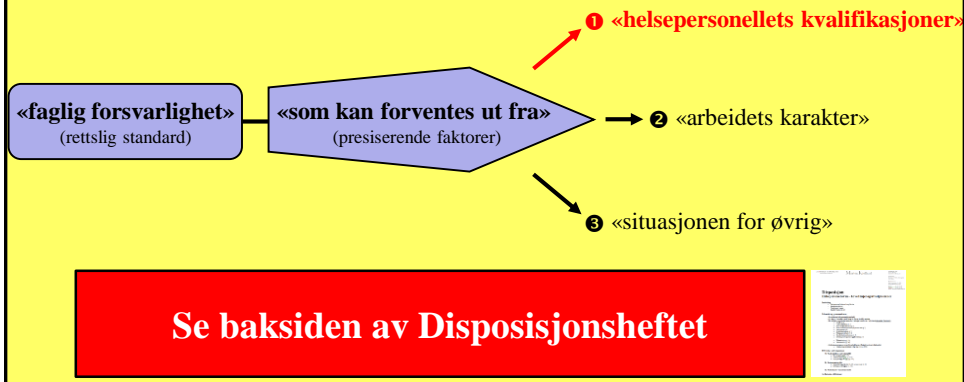 ❶ «helsepersonellets kvalifikasjoner»
«faglig forsvarlighet»
(rettslig standard)
«som kan forventes ut fra»
(presiserende faktorer)
❷ «arbeidets karakter»
❸ «situasjonen for øvrig»
Se baksiden av Disposisjonsheftet
Disposisjon